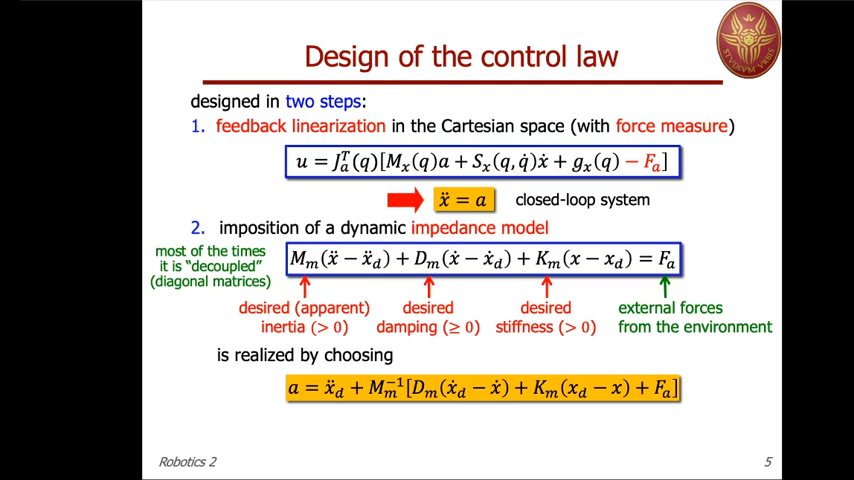 Design of the control law
designed in two steps:
1. feedback linearization in the Cartesian space (with force measure)
u = J_a^T(q)[M_x(q)a + S_x(q, q̇)ẋ + g_x(q) − F_a]
ẍ = a closed-loop system
2. imposition of a dynamic impedance model
most of the times
it is "decoupled"
(diagonal matrices)
M_m(ẍ − ẍ_d) + D_m(ẋ − ẋ_d) + K_m(x − x_d) = F_a
desired (apparent) desired desired external forces
inertia (> 0) damping (≥ 0) stiffness (> 0) from the environment
is realized by choosing
a = ẍ_d + M_m^{-1}[D_m(ẋ_d − ẋ) + K_m(x_d − x) + F_a]
Robotics 2 5
STVDIVM VRBIS